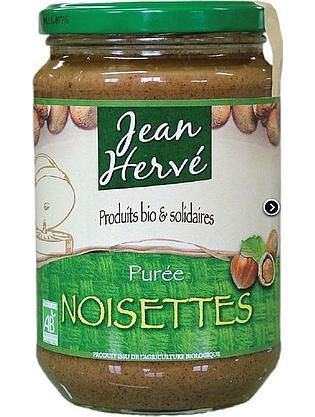 Jean
Hervé
Produits bio & solidaires
Purée
NOISETTES
AB
PRODUIT ISSU DE L'AGRICULTURE BIOLOGIQUE